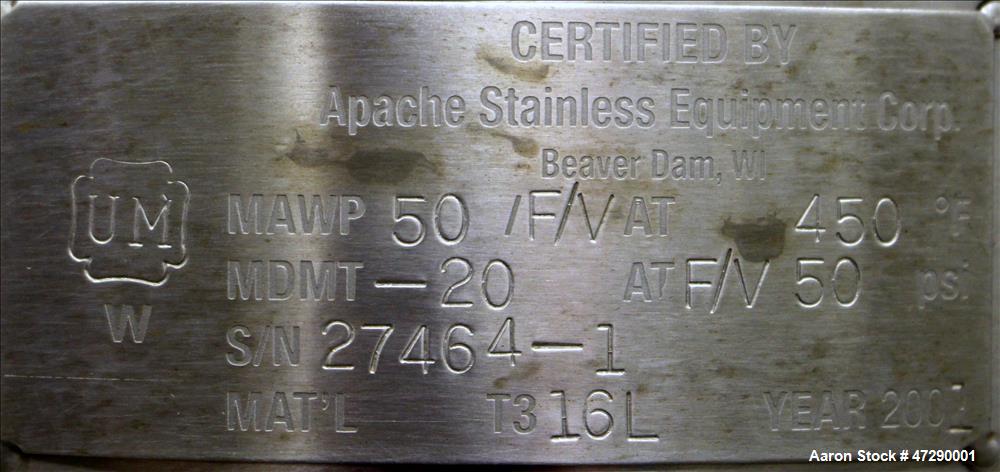 CERTIFIED BY
Apache Stainless Equipment Corp.
Beaver Dam, WI
UM
W
MAWP 50 /F/V AT 450 °F
MDMT -20 AT F/V 50 psi
S/N 27464-1
MAT'L T316L YEAR
Aaron Stock # 47290001